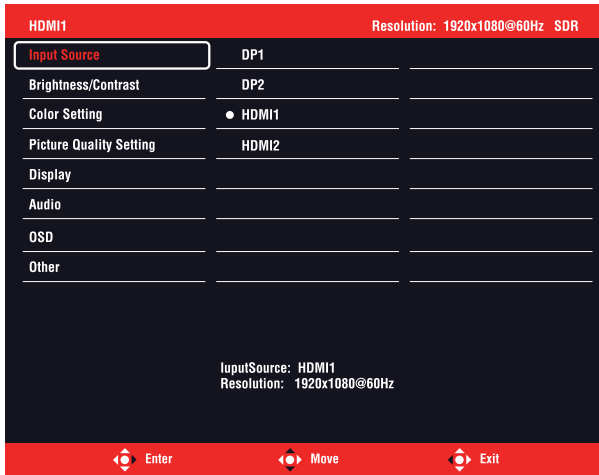 HDMI1 Resolution: 1920x1080@60Hz SDR
Input Source DP1
Brightness/Contrast DP2
Color Setting HDMI1
Picture Quality Setting HDMI2
Display
Audio
OSD
Other
IuputSource: HDMI1
Resolution: 1920x1080@60Hz
Enter Move Exit